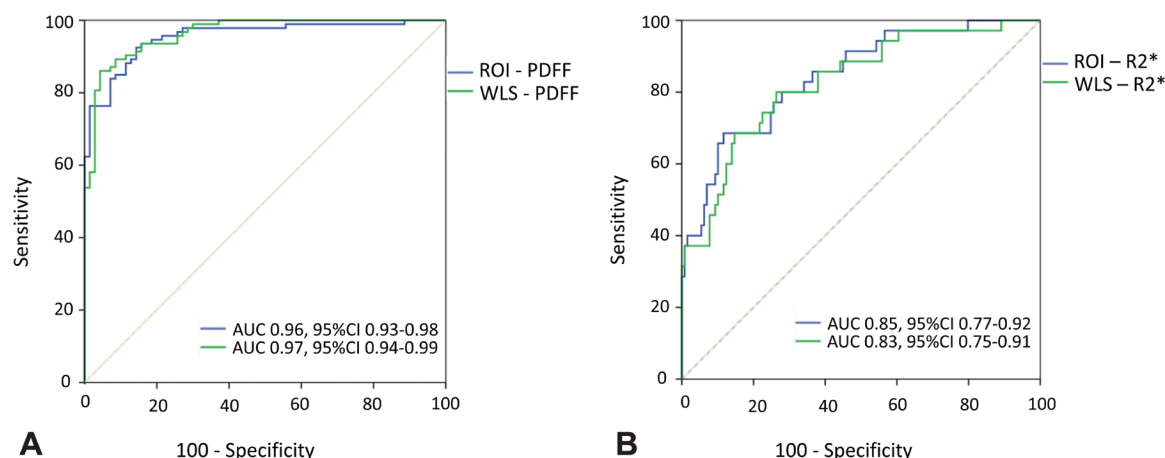 100
80
60
40
20
0
Sensitivity
0
20
40
60
80
100
100 - Specificity
ROI - PDFF
WLS - PDFF
AUC 0.96, 95%CI 0.93-0.98
AUC 0.97, 95%CI 0.94-0.99
A
100
80
60
40
20
0
Sensitivity
0
20
40
60
80
100
100 - Specificity
ROI – R2*
WLS – R2*
AUC 0.85, 95%CI 0.77-0.92
AUC 0.83, 95%CI 0.75-0.91
B